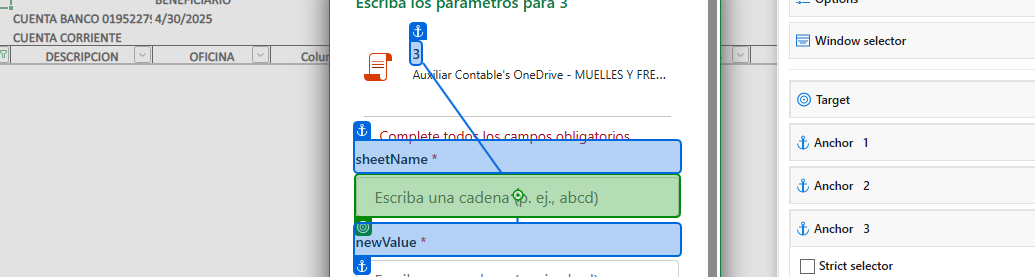 BENEFICIARIO
CUENTA BANCO 01952279 4/30/2025
CUENTA CORRIENTE
DESCRIPCION OFICINA Colum
Escriba los parámetros para 3
3
Auxiliar Contable's OneDrive - MUELLES Y FRE...
Complete todos los campos obligatorios
sheetName *
Escriba una cadena (p. ej., abcd)
newValue *
Options
Window selector
Target
Anchor 1
Anchor 2
Anchor 3
Strict selector